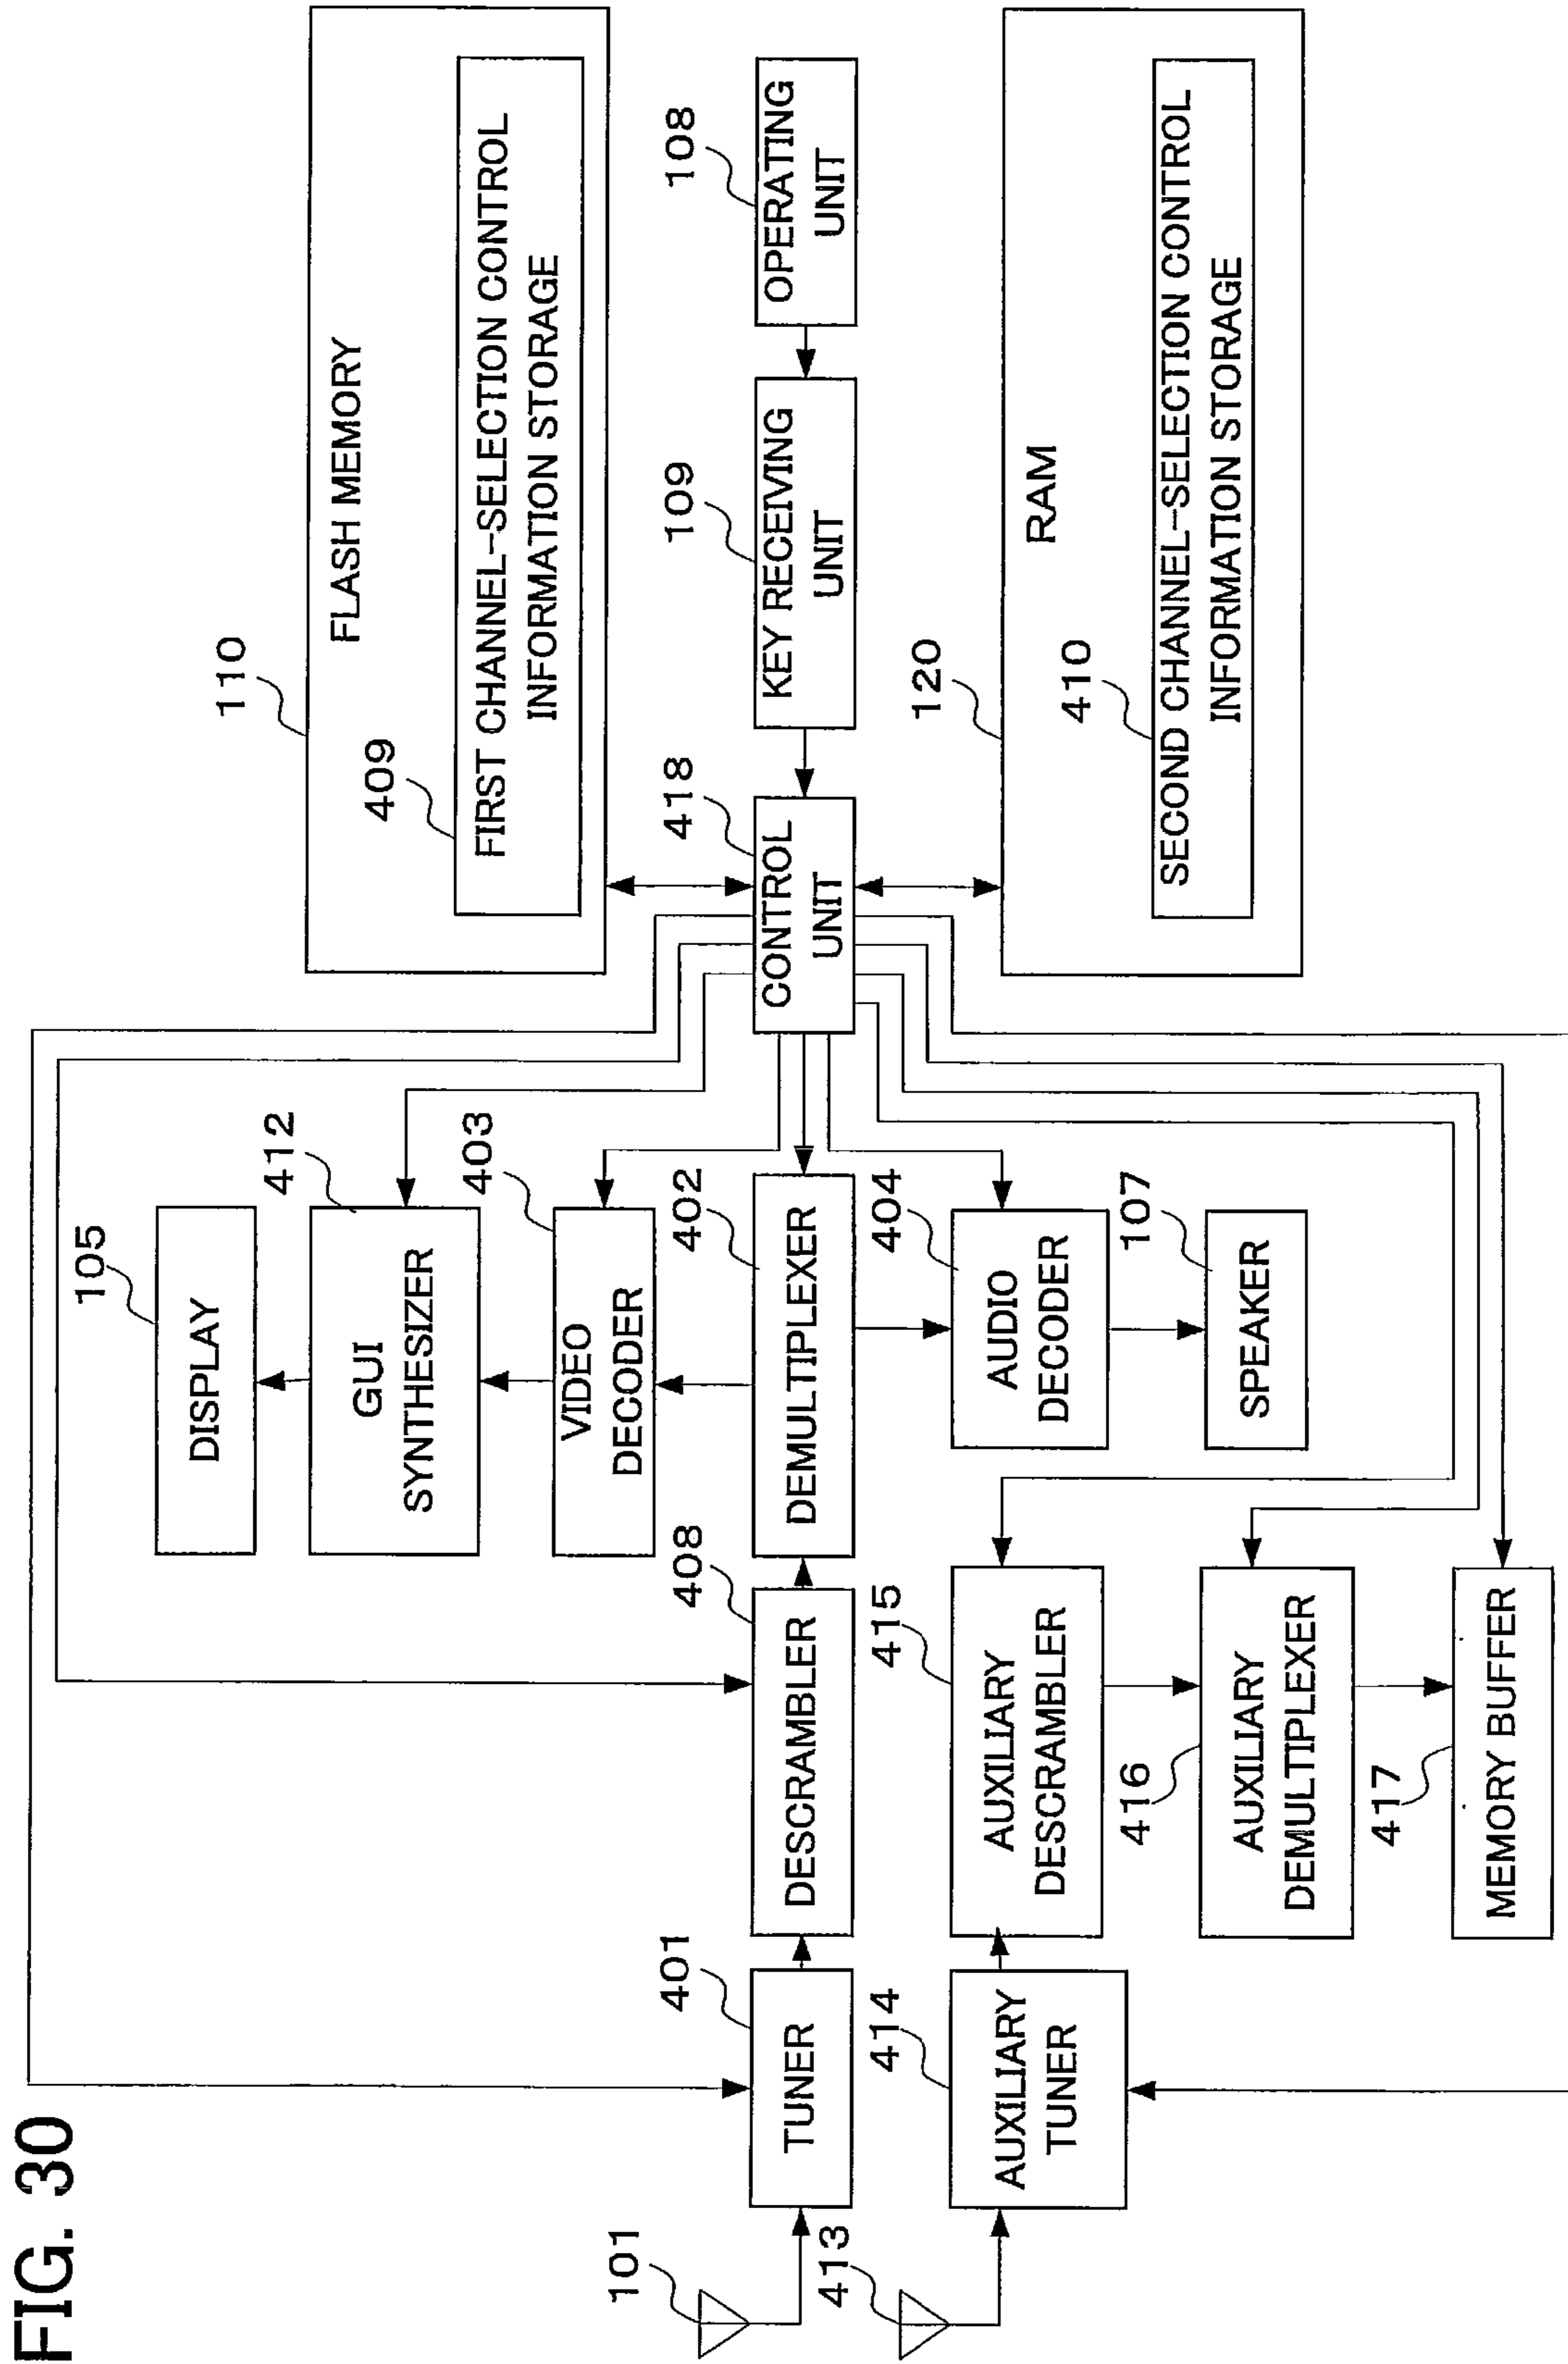 FIG. 30
110
FLASH MEMORY
409
FIRST CHANNEL-SELECTION CONTROL
INFORMATION STORAGE
105
DISPLAY
412
GUI
SYNTHESIZER
403
VIDEO
DECODER
101
401
TUNER
408
DESCRAMBLER
402
DEMULTIPLEXER
418
CONTROL
UNIT
109
KEY RECEIVING
UNIT
108
OPERATING
UNIT
413
414
AUXILIARY
TUNER
415
AUXILIARY
DESCRAMBLER
404
AUDIO
DECODER
120
RAM
410
SECOND CHANNEL-SELECTION CONTROL
INFORMATION STORAGE
416
AUXILIARY
DEMULTIPLEXER
107
SPEAKER
417
MEMORY BUFFER